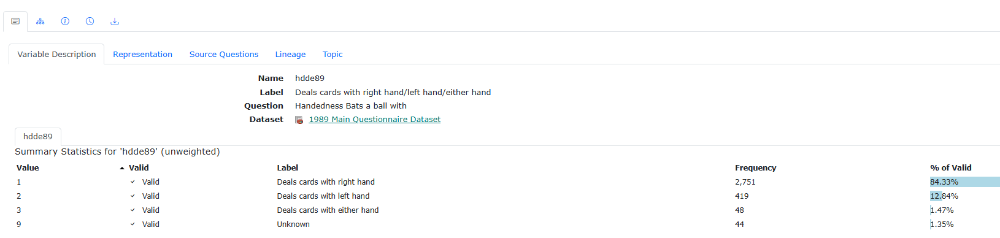 Variable Description Representation Source Questions Lineage Topic
Name hdde89
Label Deals cards with right hand/left hand/either hand
Question Handedness Bats a ball with
Dataset 1989 Main Questionnaire Dataset
hdde89
Summary Statistics for 'hdde89' (unweighted)
Value Valid Label Frequency % of Valid
1 Valid Deals cards with right hand 2,751 84.33%
2 Valid Deals cards with left hand 419 12.84%
3 Valid Deals cards with either hand 48 1.47%
9 Valid Unknown 44 1.35%